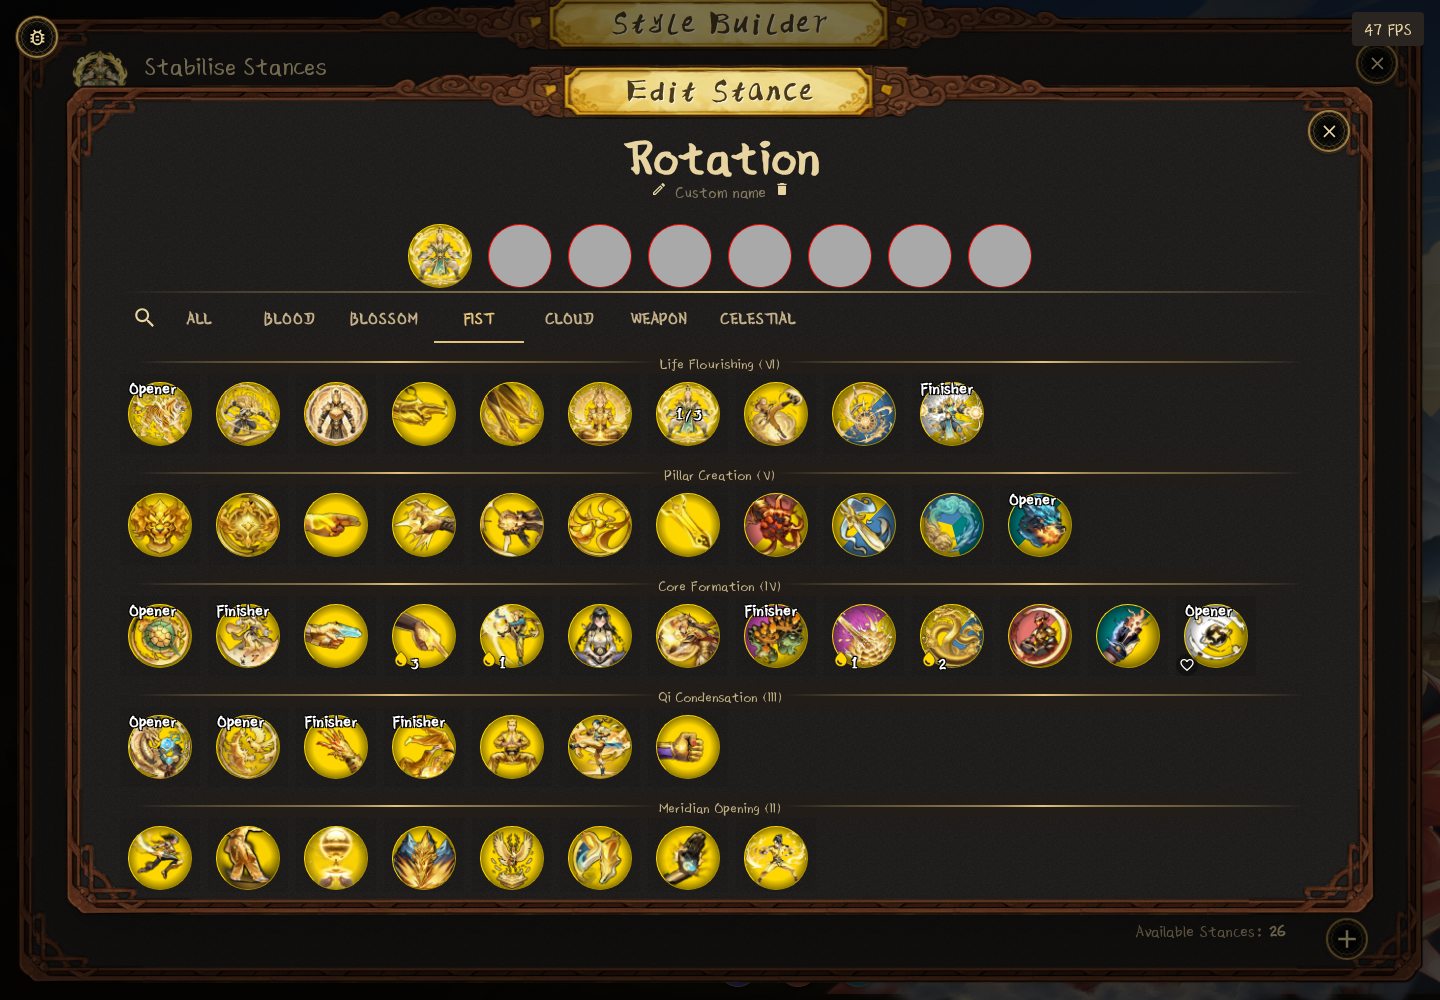 Style Builder
47 FPS
Stabilise Stances
Edit Stance
Rotation
Custom name
ALL BLOOD BLOSSOM FIST CLOUD WEAPON CELESTIAL
Life Flourishing (VI)
Opener 1/3 Finisher
Pillar Creation (V)
Opener
Core Formation (IV)
Opener Finisher Finisher Opener
3 1 1 2
Qi Condensation (III)
Opener Opener Finisher Finisher
Meridian Opening (II)
Available Stances: 26